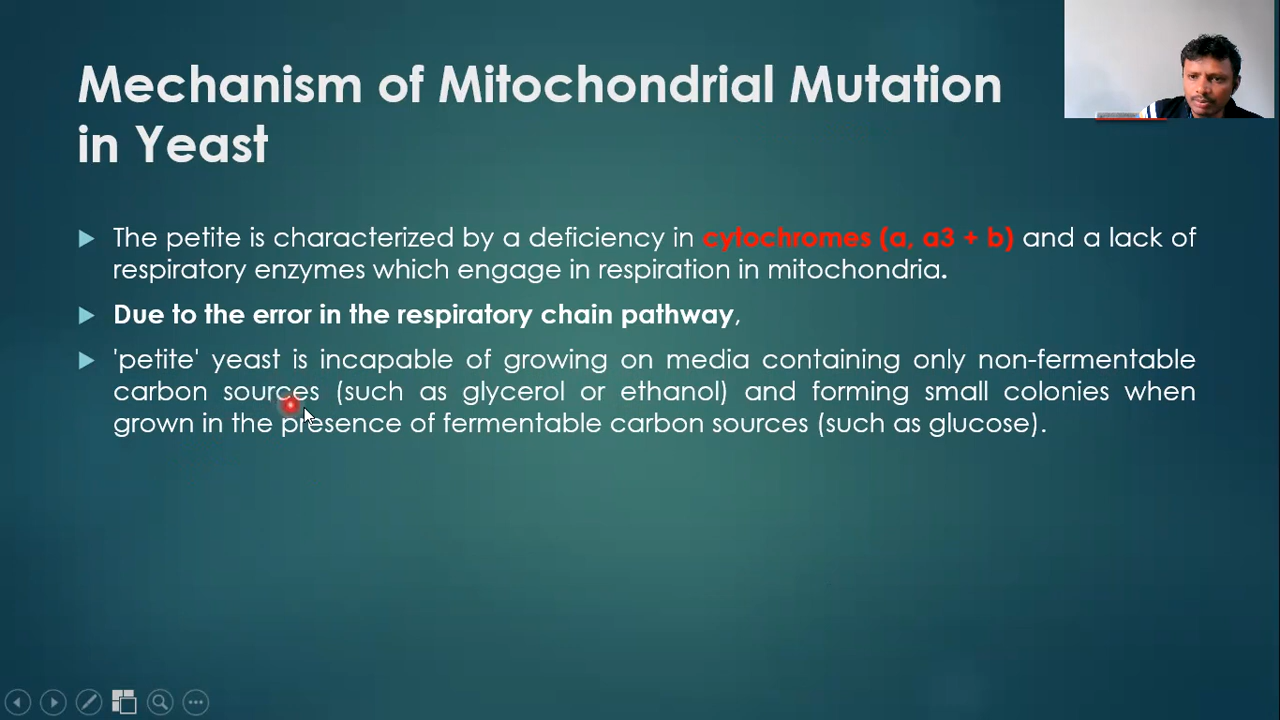 Mechanism of Mitochondrial Mutation
in Yeast
The petite is characterized by a deficiency in cytochromes (a, a3 + b) and a lack of
respiratory enzymes which engage in respiration in mitochondria.
Due to the error in the respiratory chain pathway,
'petite' yeast is incapable of growing on media containing only non-fermentable
carbon sources (such as glycerol or ethanol) and forming small colonies when
grown in the presence of fermentable carbon sources (such as glucose).